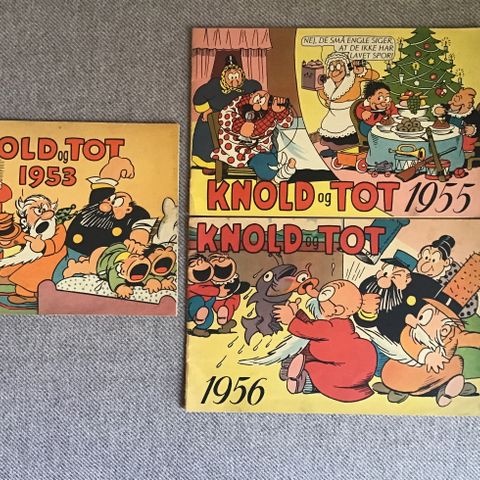 OLD og TOT
1953
NEJ, DE SMÅ ENGLE SIGER,
AT DE IKKE HAR
LAVET SPOR!
KNOLD og TOT 1955
KNOLD og TOT
1956